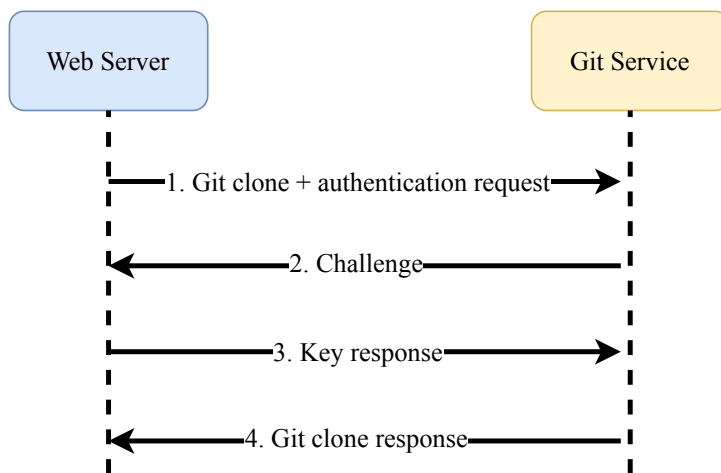 Web Server
Git Service
1. Git clone + authentication request
2. Challenge
3. Key response
4. Git clone response